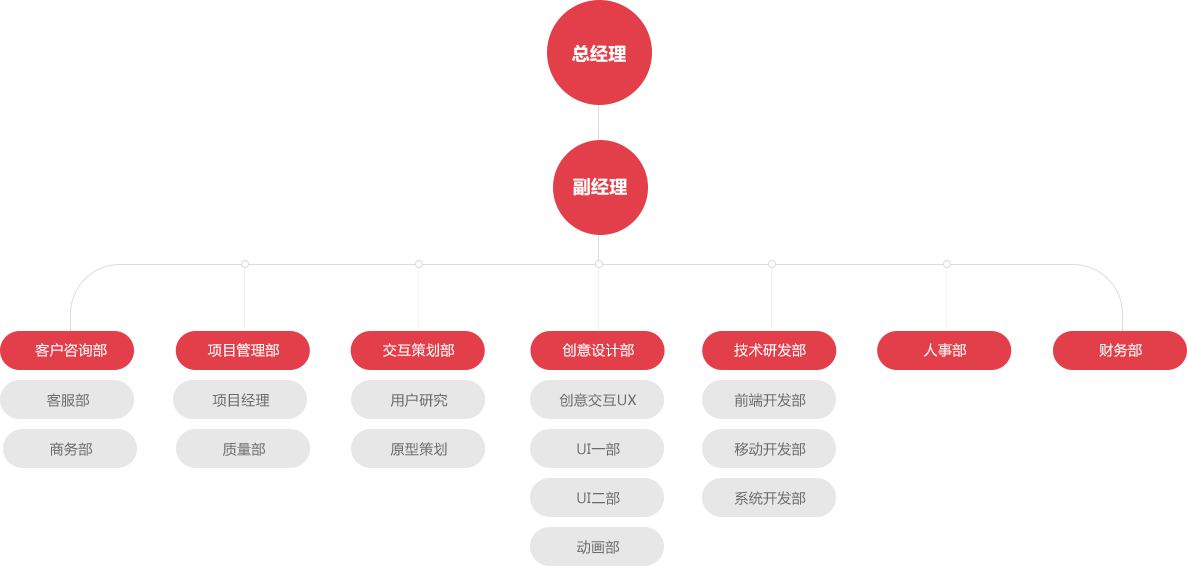 总经理
副经理
客户咨询部
项目管理部
交互策划部
创意设计部
技术研发部
人事部
财务部
客服部
项目经理
用户研究
创意交互UX
前端开发部
商务部
质量部
原型策划
UI一部
移动开发部
UI二部
系统开发部
动画部